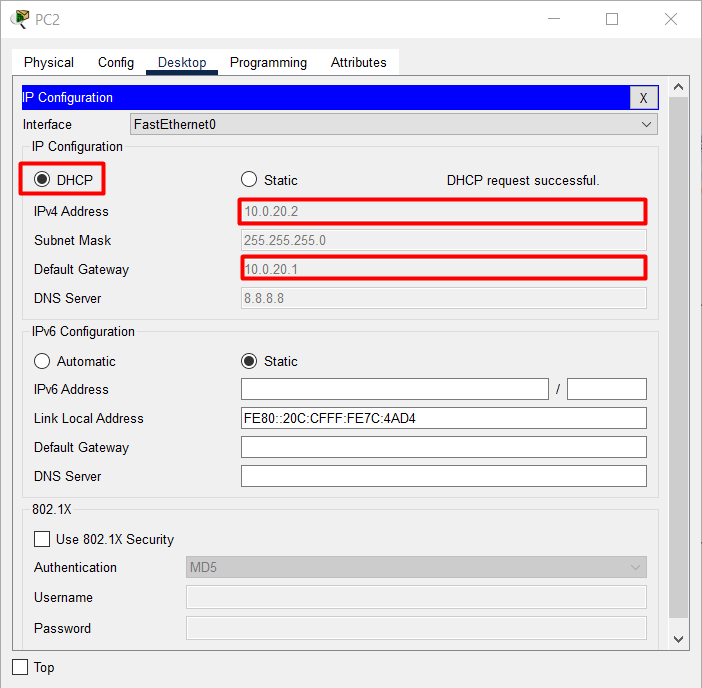 PC2
Physical Config Desktop Programming Attributes
IP Configuration X
Interface FastEthernet0
IP Configuration
DHCP Static DHCP request successful.
IPv4 Address 10.0.20.2
Subnet Mask 255.255.255.0
Default Gateway 10.0.20.1
DNS Server 8.8.8.8
IPv6 Configuration
Automatic Static
IPv6 Address /
Link Local Address FE80::20C:CFFF:FE7C:4AD4
Default Gateway
DNS Server
802.1X
Use 802.1X Security
Authentication MD5
Username
Password
Top